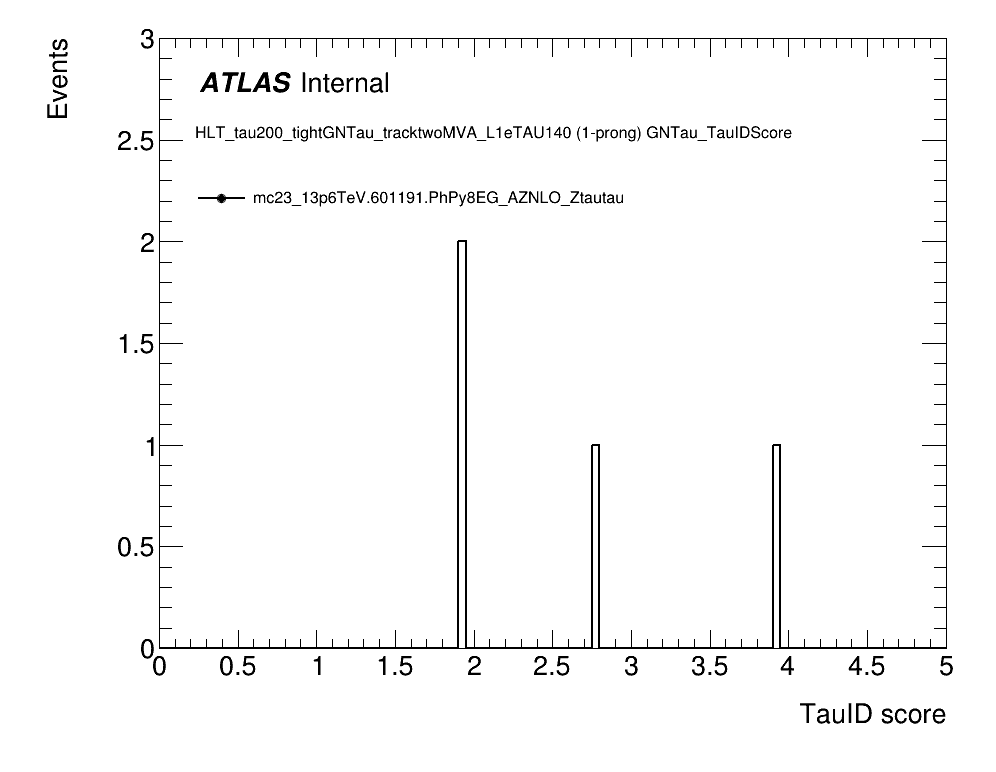 Events
3
ATLAS Internal
HLT_tau200_tightGNTau_tracktwoMVA_L1eTAU140 (1-prong) GNTau_TauIDScore
2.5
mc23_13p6TeV.601191.PhPy8EG_AZNLO_Ztautau
2
1.5
1
0.5
0
0 0.5 1 1.5 2 2.5 3 3.5 4 4.5 5
TauID score